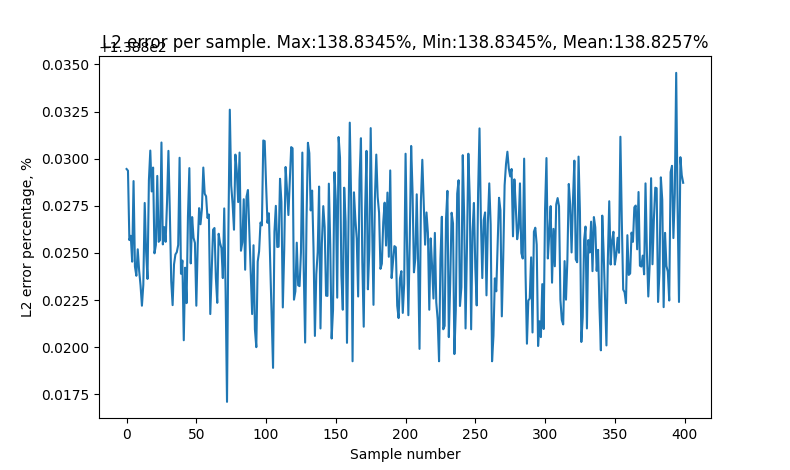 L2 error per sample. Max:138.8345%, Min:138.8345%, Mean:138.8257%
+1.388e2
0.0350
0.0325
0.0300
0.0275
0.0250
0.0225
0.0200
0.0175
L2 error percentage, %
0 50 100 150 200 250 300 350 400
Sample number